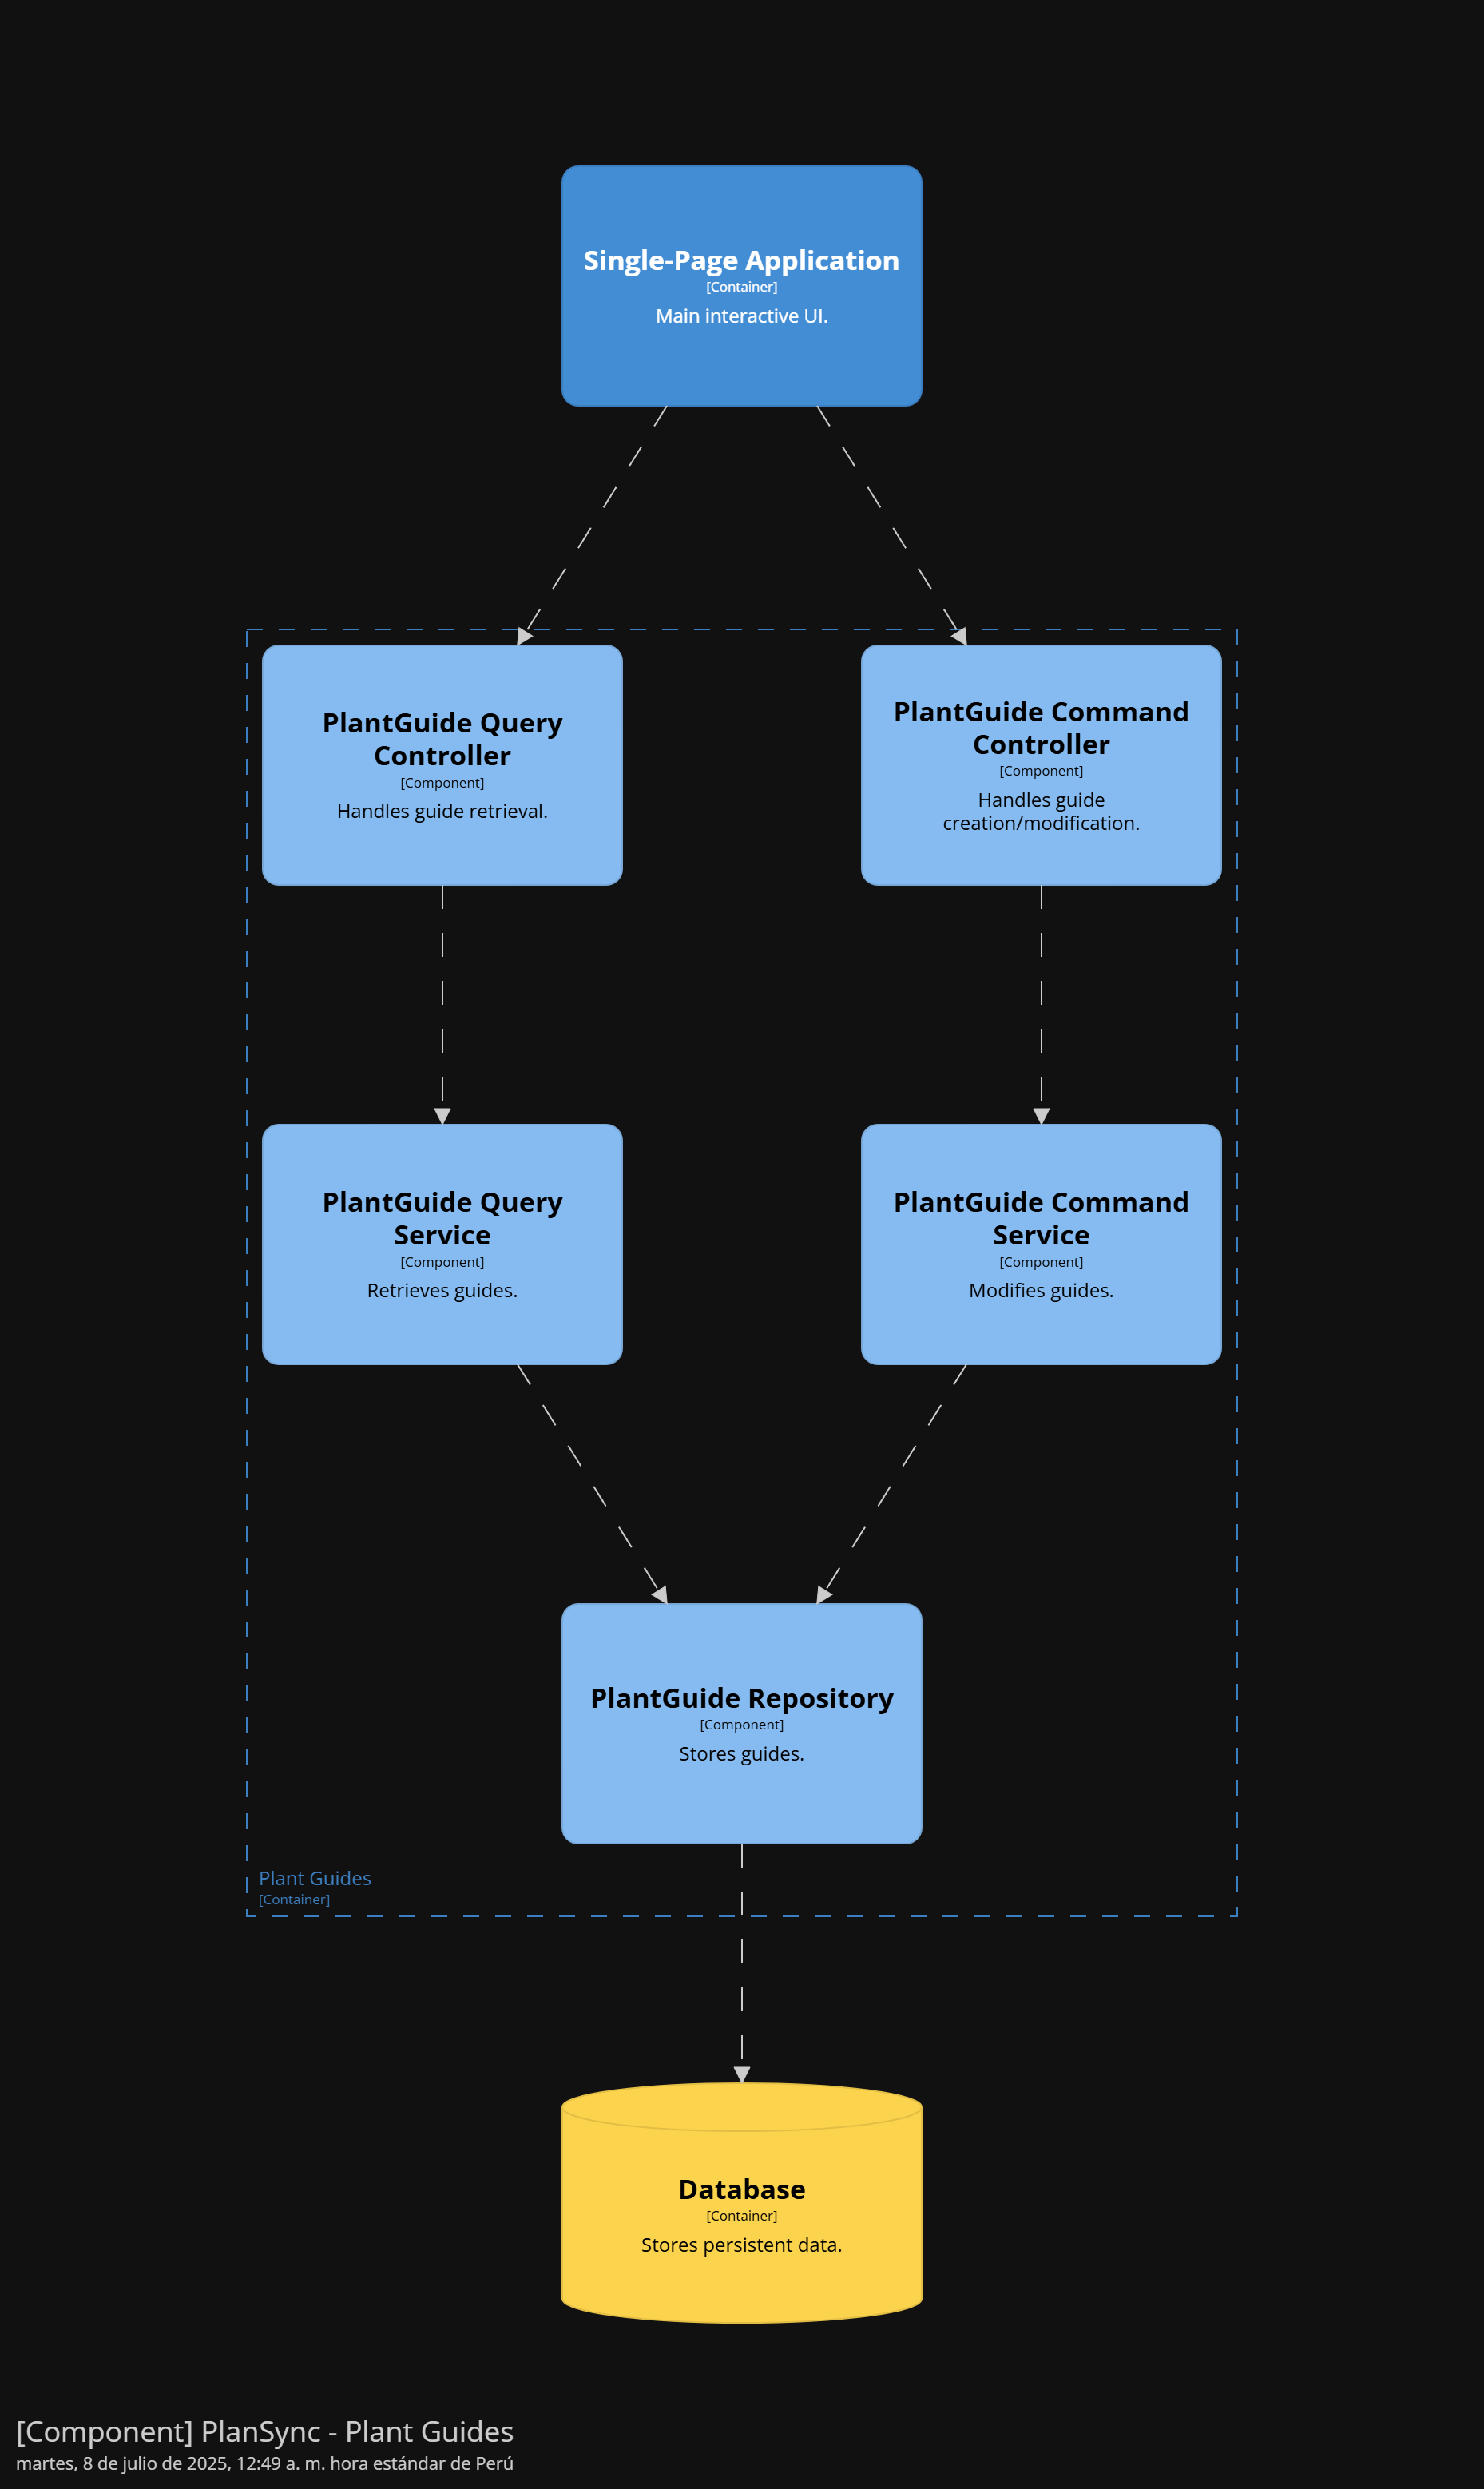 Single-Page Application
[Container]
Main interactive UI.
PlantGuide Query
Controller
[Component]
Handles guide retrieval.
PlantGuide Command
Controller
[Component]
Handles guide
creation/modification.
PlantGuide Query
Service
[Component]
Retrieves guides.
PlantGuide Command
Service
[Component]
Modifies guides.
PlantGuide Repository
[Component]
Stores guides.
Plant Guides
[Container]
Database
[Container]
Stores persistent data.
[Component] PlanSync - Plant Guides
martes, 8 de julio de 2025, 12:49 a. m. hora estándar de Perú